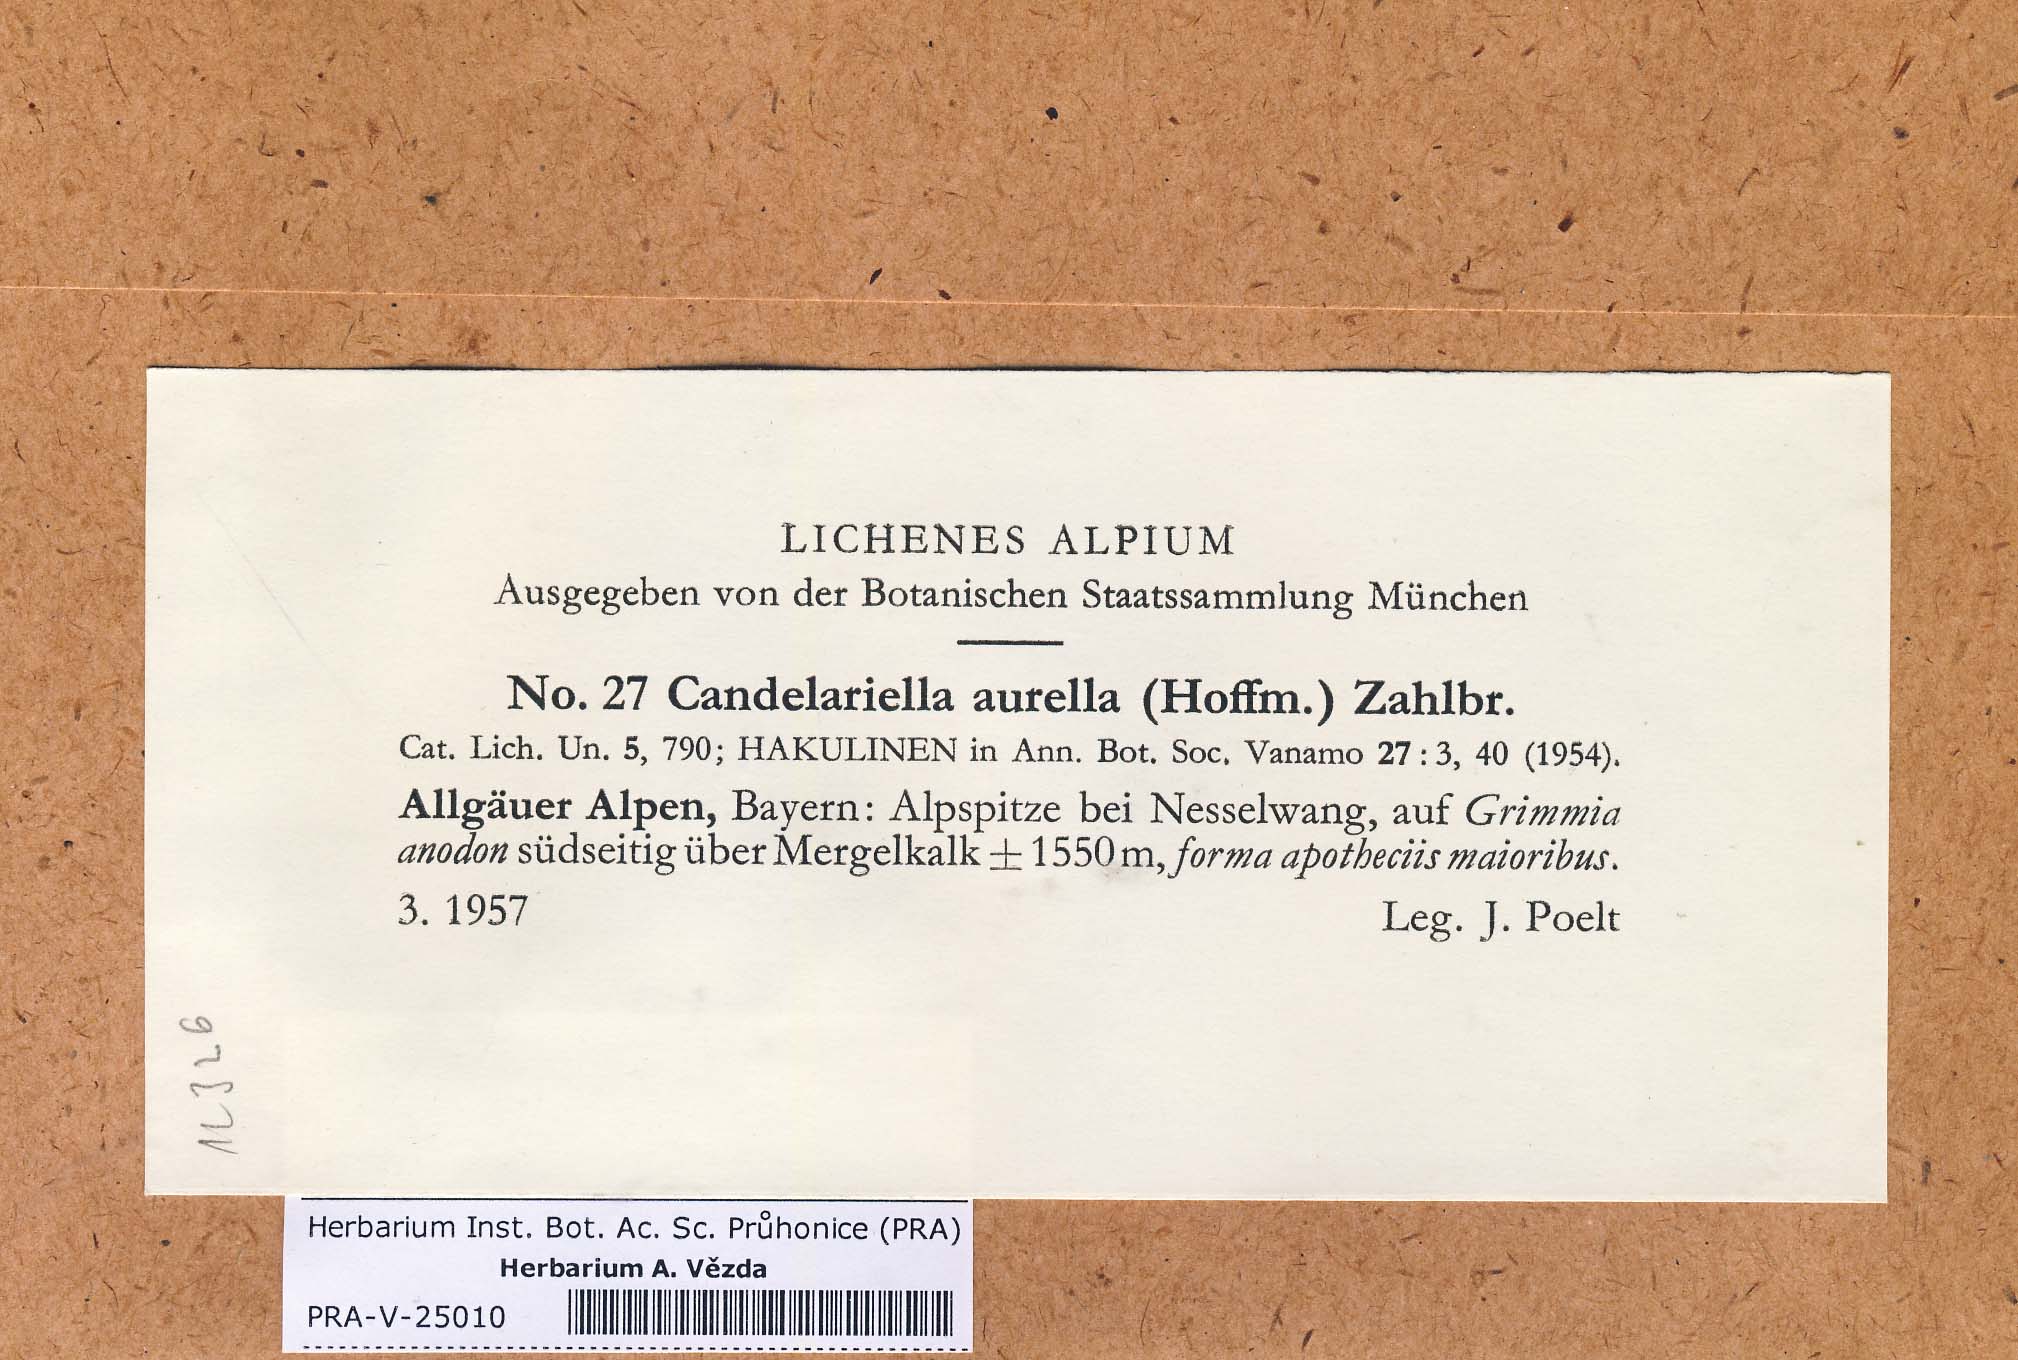 LICHENES ALPIUM
Ausgegeben von der Botanischen Staatssammlung München
No. 27 Candelariella aurella (Hoffm.) Zahlbr.
Cat. Lich. Un. 5, 790; HAKULINEN in Ann. Bot. Soc. Vanamo 27 : 3, 40 (1954).
Allgäuer Alpen, Bayern: Alpspitze bei Nesselwang, auf Grimmia
anodon südseitig über Mergelkalk ± 1550 m, forma apotheciis maioribus.
3. 1957 Leg. J. Poelt
Herbarium Inst. Bot. Ac. Sc. Průhonice (PRA)
Herbarium A. Vězda
PRA-V-25010